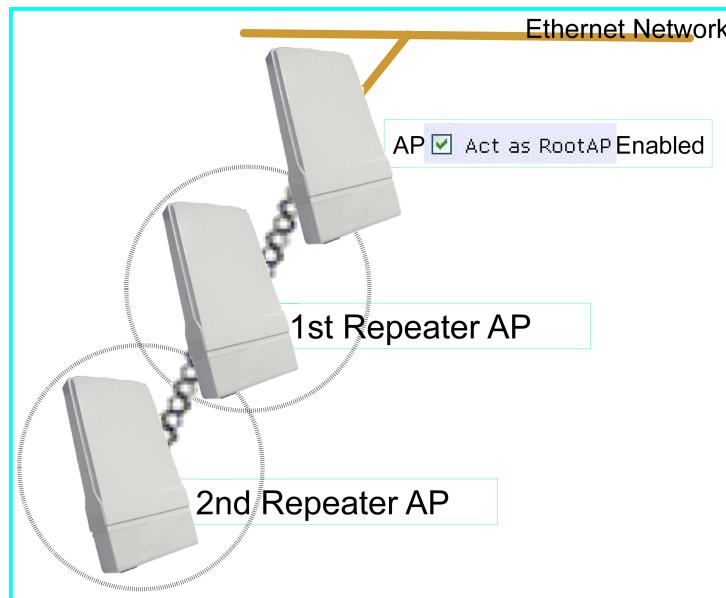 Ethernet Network
AP Act as RootAP Enabled
1st Repeater AP
2nd Repeater AP